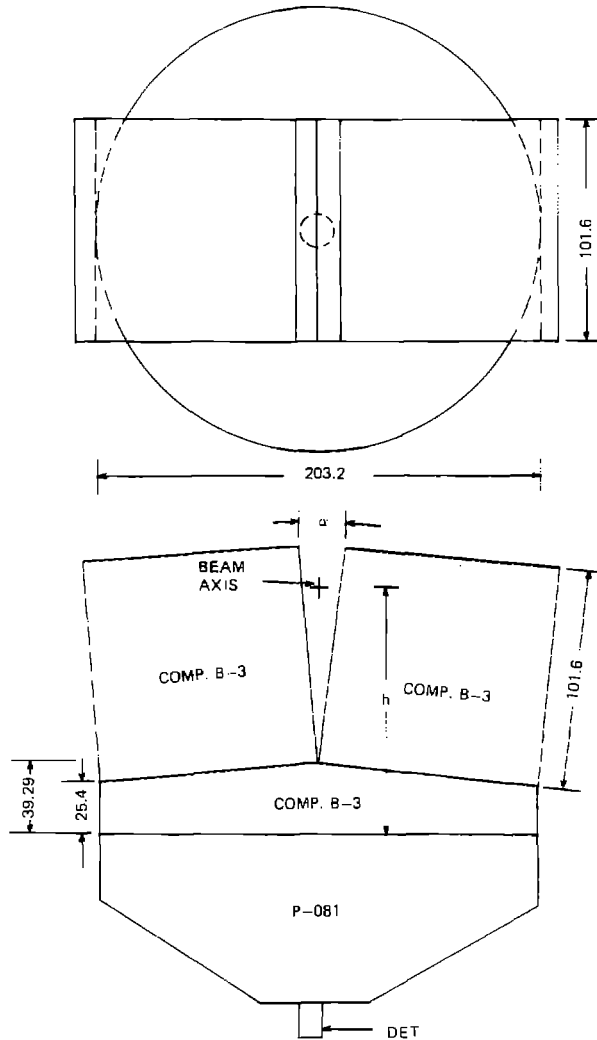 101.6
203.2
α
BEAM
AXIS
COMP. B-3
COMP. B-3
h
101.6
39.29
25.4
COMP. B-3
P-081
DET